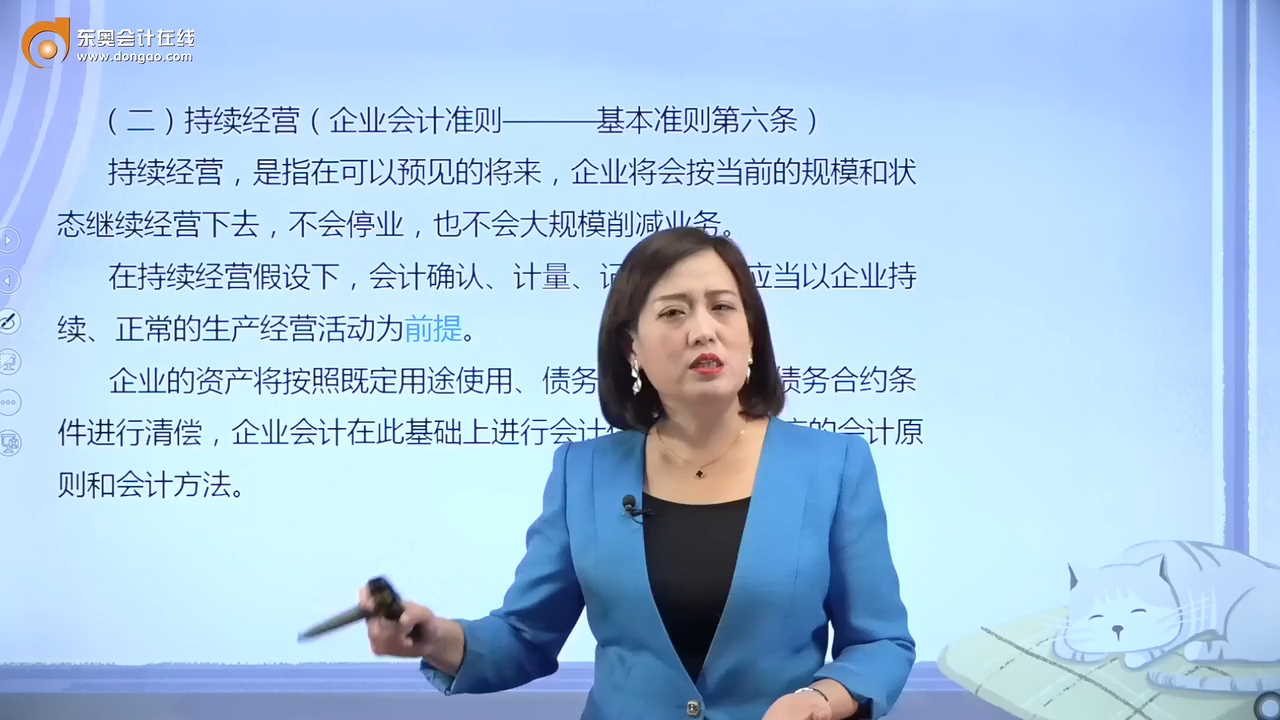 东奥会计在线
www.dongao.com
（二）持续经营（企业会计准则———基本准则第六条）
持续经营，是指在可以预见的将来，企业将会按当前的规模和状
态继续经营下去，不会停业，也不会大规模削减业务。
在持续经营假设下，会计确认、计量、应当以企业持
续、正常的生产经营活动为前提。
企业的资产将按照既定用途使用、债务债务合约条
件进行清偿，企业会计在此基础上进行会计的会计原
则和会计方法。